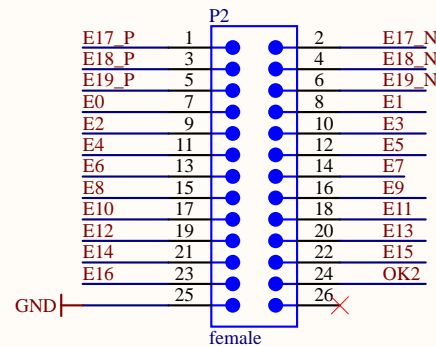 P2
E17_P 1 2 E17_N
E18_P 3 4 E18_N
E19_P 5 6 E19_N
E0 7 8 E1
E2 9 10 E3
E4 11 12 E5
E6 13 14 E7
E8 15 16 E9
E10 17 18 E11
E12 19 20 E13
E14 21 22 E15
E16 23 24 OK2
GND 25 26
female